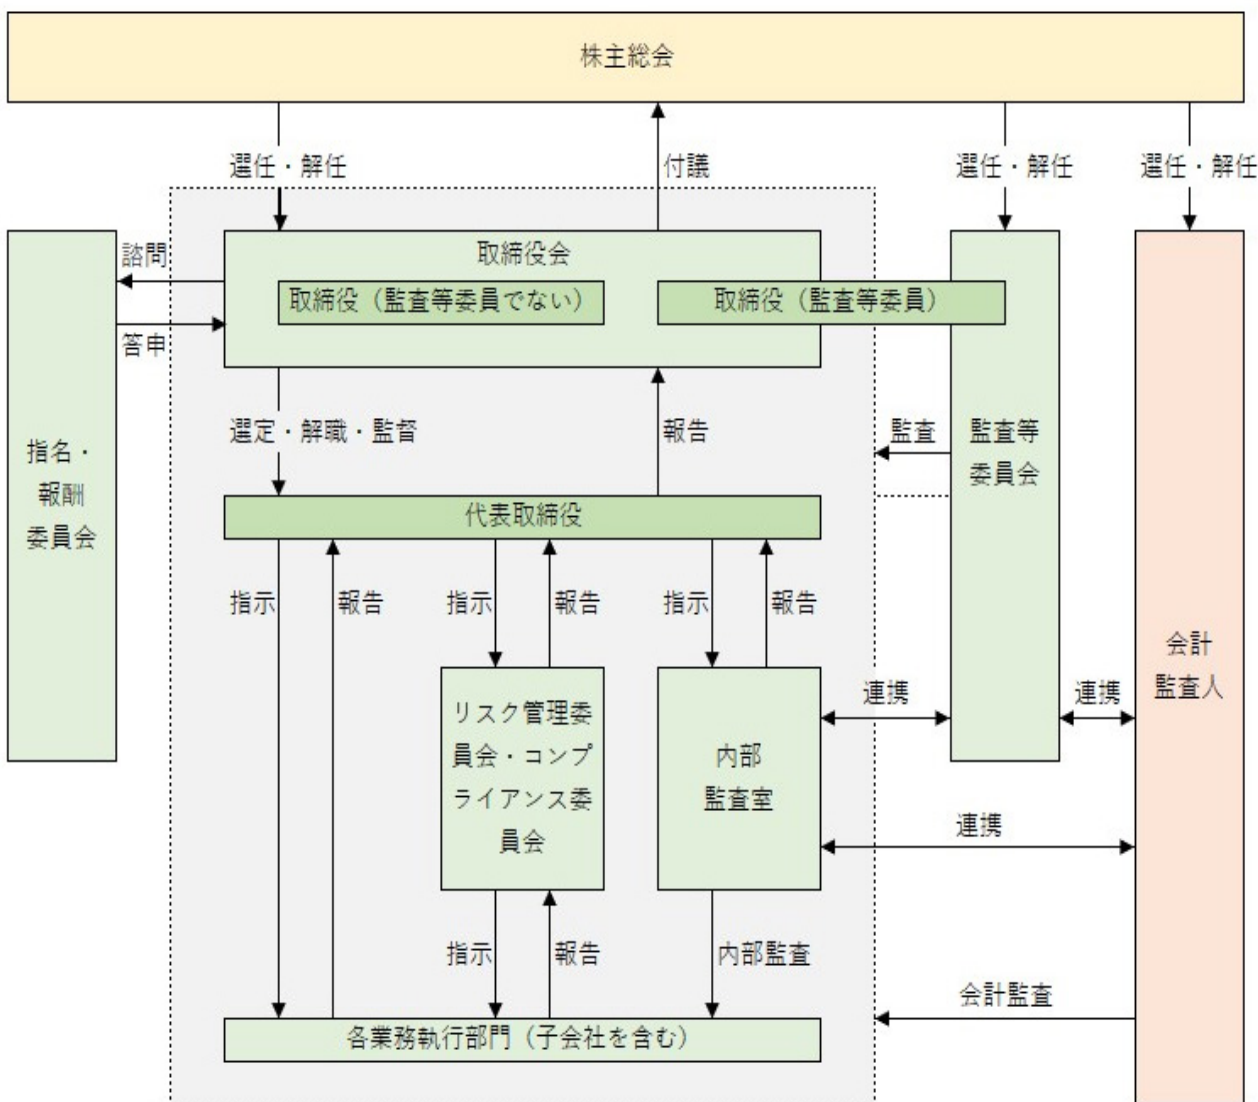 株主総会
選任・解任
付議
選任・解任
選任・解任
諮問
取締役会
取締役（監査等委員でない）
取締役（監査等委員）
答申
指名・
報酬
委員会
選定・解職・監督
報告
監査
監査等
委員会
代表取締役
指示
報告
指示
報告
指示
報告
会計
監査人
リスク管理委
員会・コンプ
ライアンス委
員会
内部
監査室
連携
連携
連携
指示
報告
内部監査
会計監査
各業務執行部門（子会社を含む）